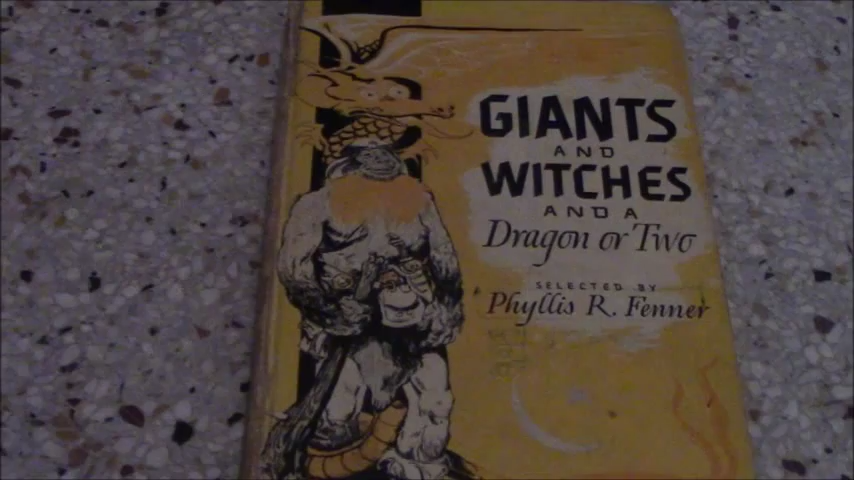 GIANTS
AND
WITCHES
AND A
Dragon or Two
SELECTED BY
Phyllis R. Fenner